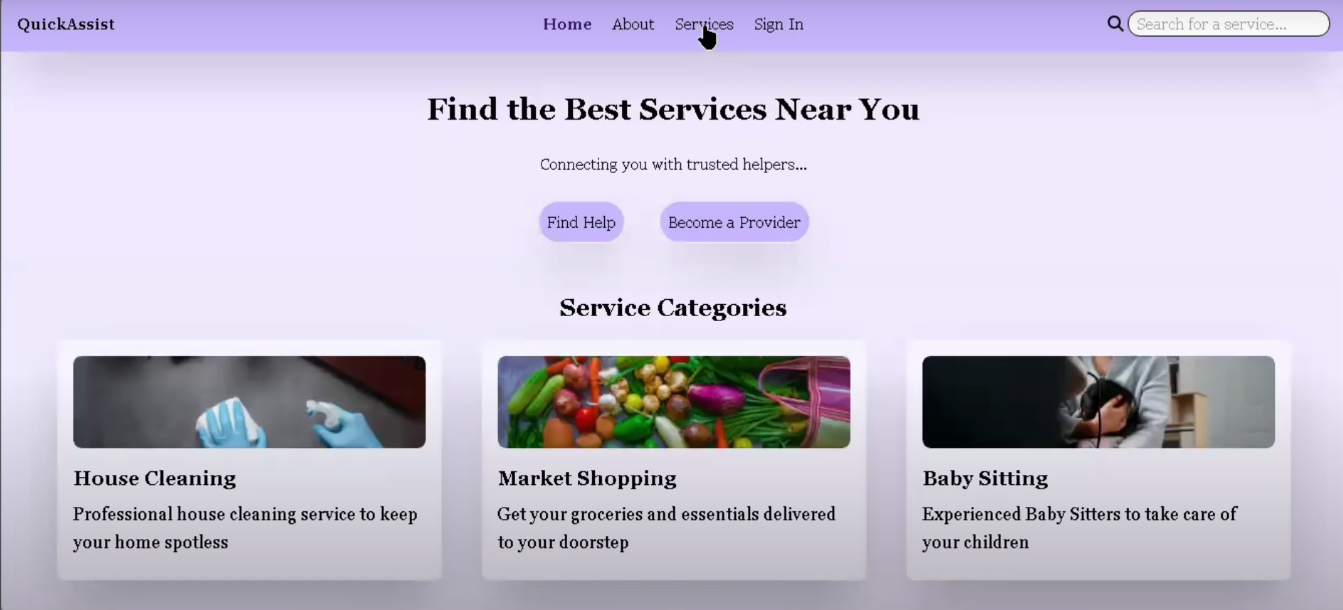 QuickAssist
Home About Services Sign In
Search for a service...
Find the Best Services Near You
Connecting you with trusted helpers...
Find Help
Become a Provider
Service Categories
House Cleaning
Professional house cleaning service to keep
your home spotless
Market Shopping
Get your groceries and essentials delivered
to your doorstep
Baby Sitting
Experienced Baby Sitters to take care of
your children